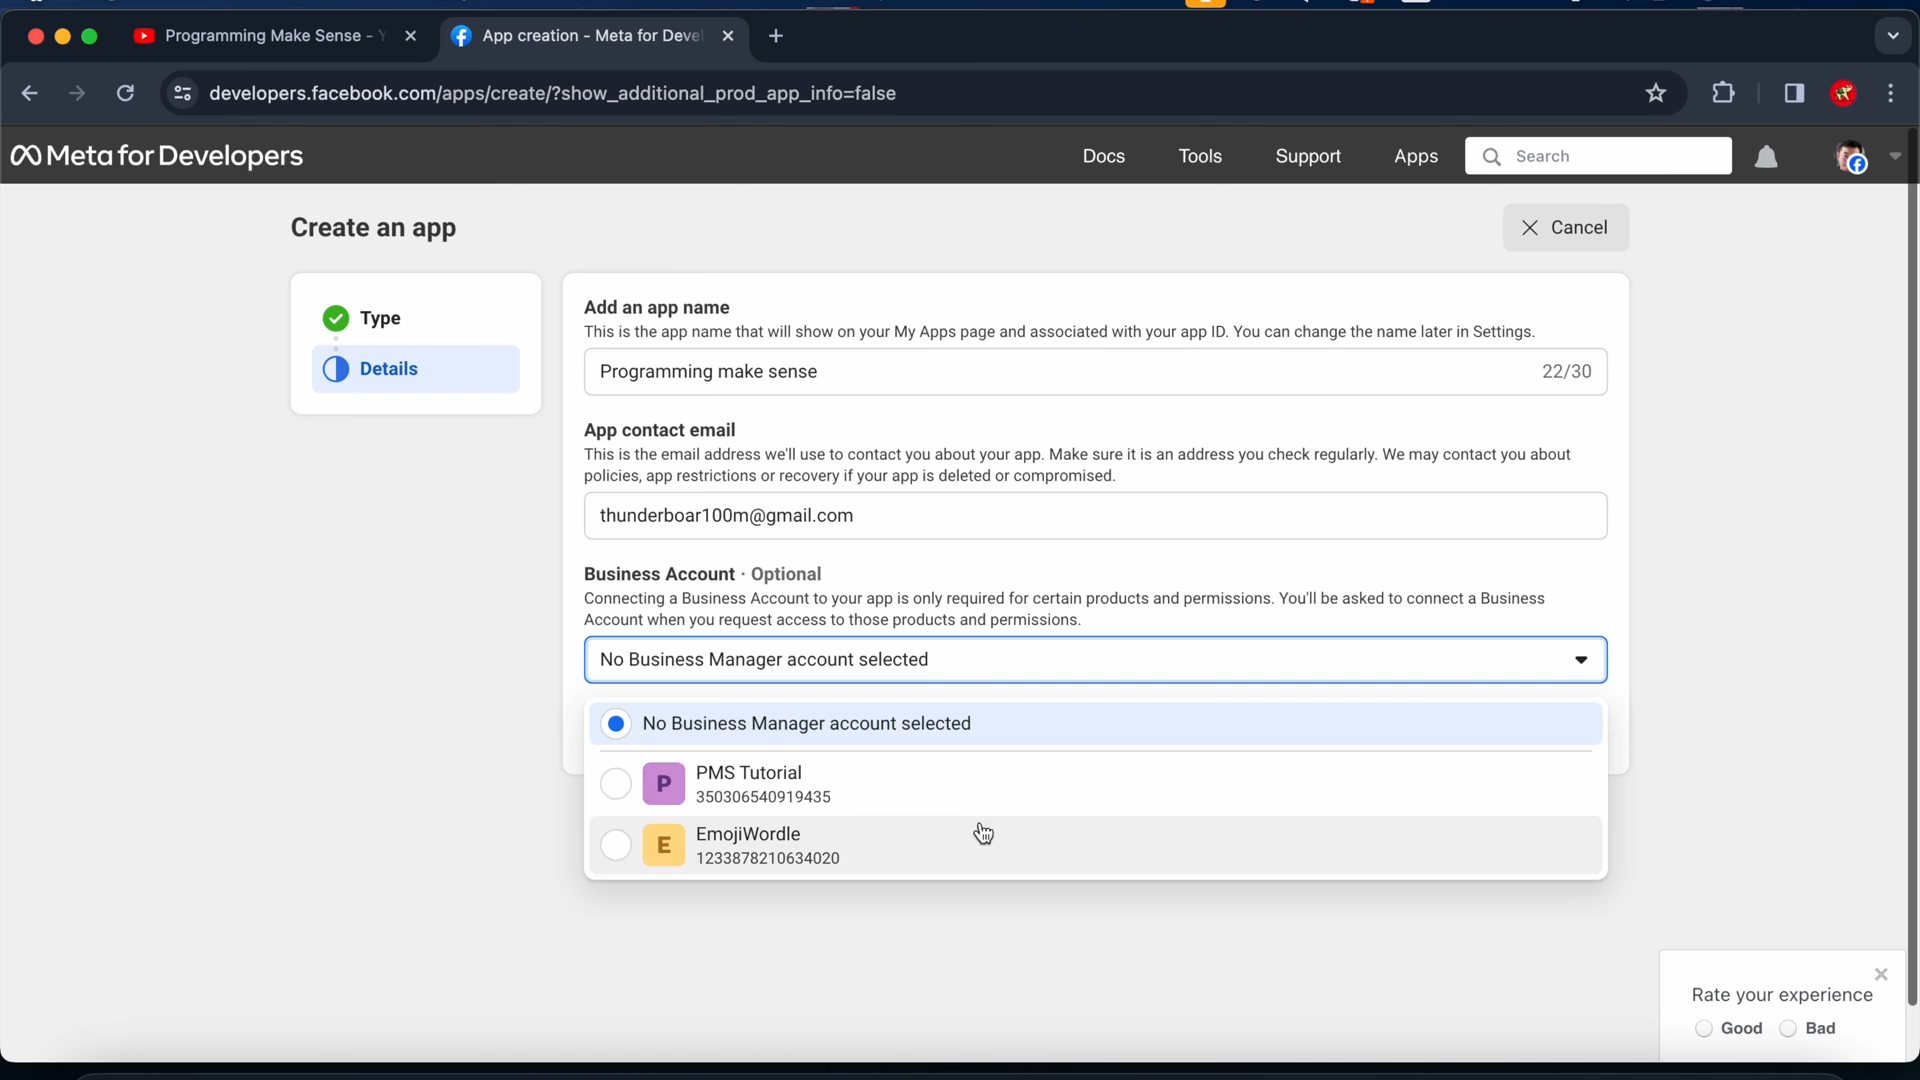 Programming Make Sense - Y
App creation - Meta for Deve
developers.facebook.com/apps/create/?show_additional_prod_app_info=false
Meta for Developers
Docs
Tools
Support
Apps
Search
Create an app
Cancel
Type
Details
Add an app name
This is the app name that will show on your My Apps page and associated with your app ID. You can change the name later in Settings.
Programming make sense
22/30
App contact email
This is the email address we'll use to contact you about your app. Make sure it is an address you check regularly. We may contact you about
policies, app restrictions or recovery if your app is deleted or compromised.
thunderboar100m@gmail.com
Business Account · Optional
Connecting a Business Account to your app is only required for certain products and permissions. You'll be asked to connect a Business
Account when you request access to those products and permissions.
No Business Manager account selected
No Business Manager account selected
P
PMS Tutorial
350306540919435
E
EmojiWordle
1233878210634020
Rate your experience
Good
Bad